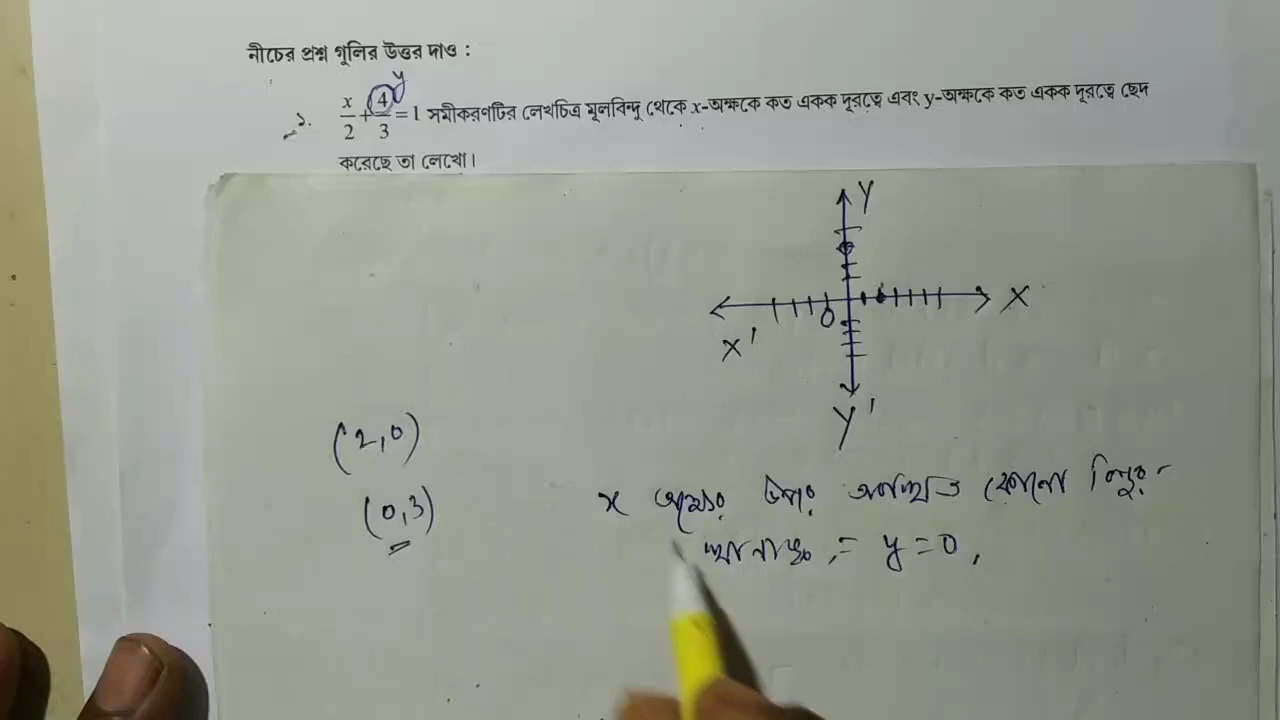 নীচের প্রশ্ন গূলির উত্তর দাও :
y
১. x/2 + 4/3 = 1 সমীকরণটির লেখচিত্র মূলবিন্দু থেকে x-অক্ষকে কত একক দূরত্বে এবং y-অক্ষকে কত একক দূরত্বে ছেদ
করেছে তা লেখো।
Y
X
0
X'
Y'
(2,0)
x অক্ষের উপর অবস্থিত কোনো বিন্দুর
(0,3)
স্থানাঙ্ক, = y = 0,